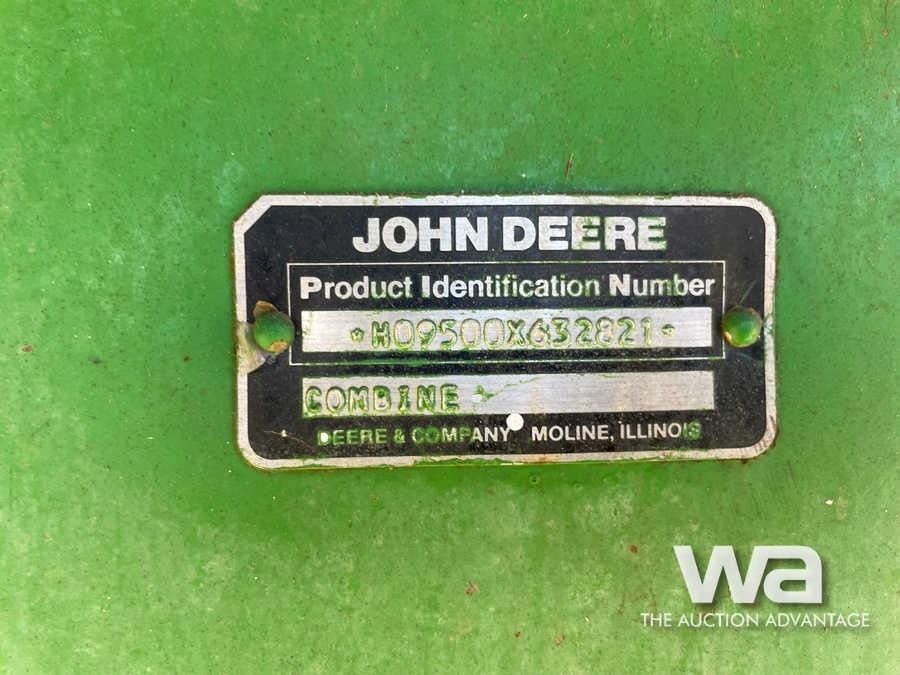 JOHN DEERE
Product Identification Number
*H09500X632821*
COMBINE
DEERE & COMPANY MOLINE, ILLINOIS
wa
THE AUCTION ADVANTAGE